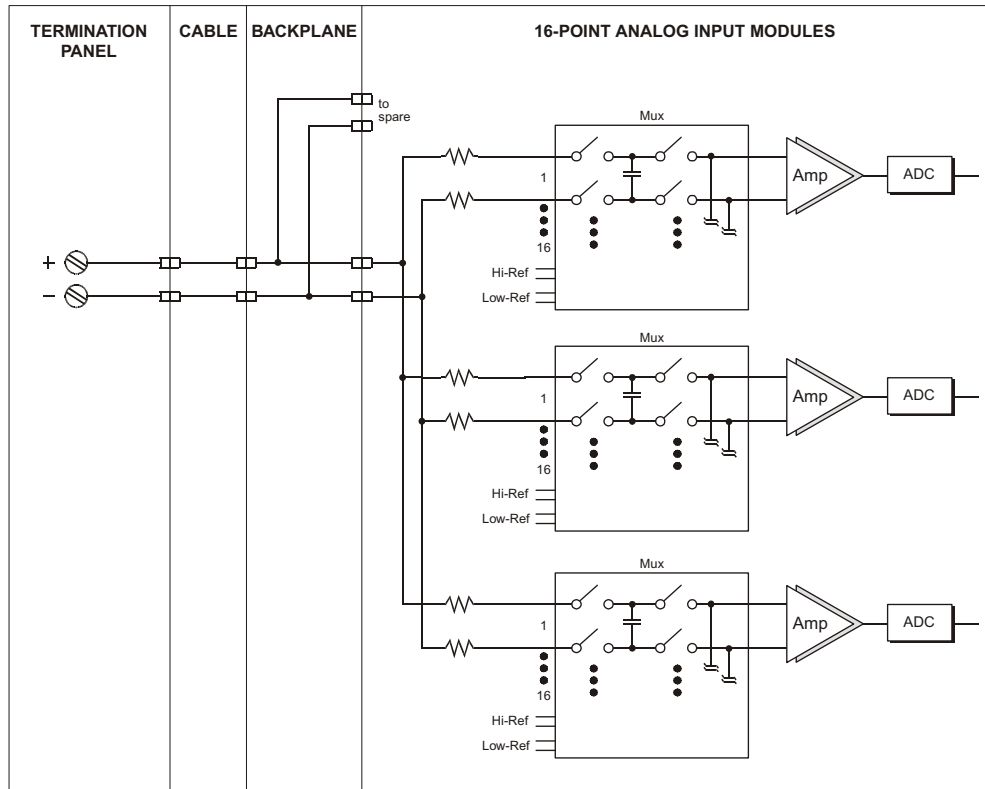 TERMINATION
PANEL
CABLE
BACKPLANE
16-POINT ANALOG INPUT MODULES
to
spare
Mux
1
16
Hi-Ref
Low-Ref
Amp
ADC
+
–
Mux
1
16
Hi-Ref
Low-Ref
Amp
ADC
Mux
1
16
Hi-Ref
Low-Ref
Amp
ADC